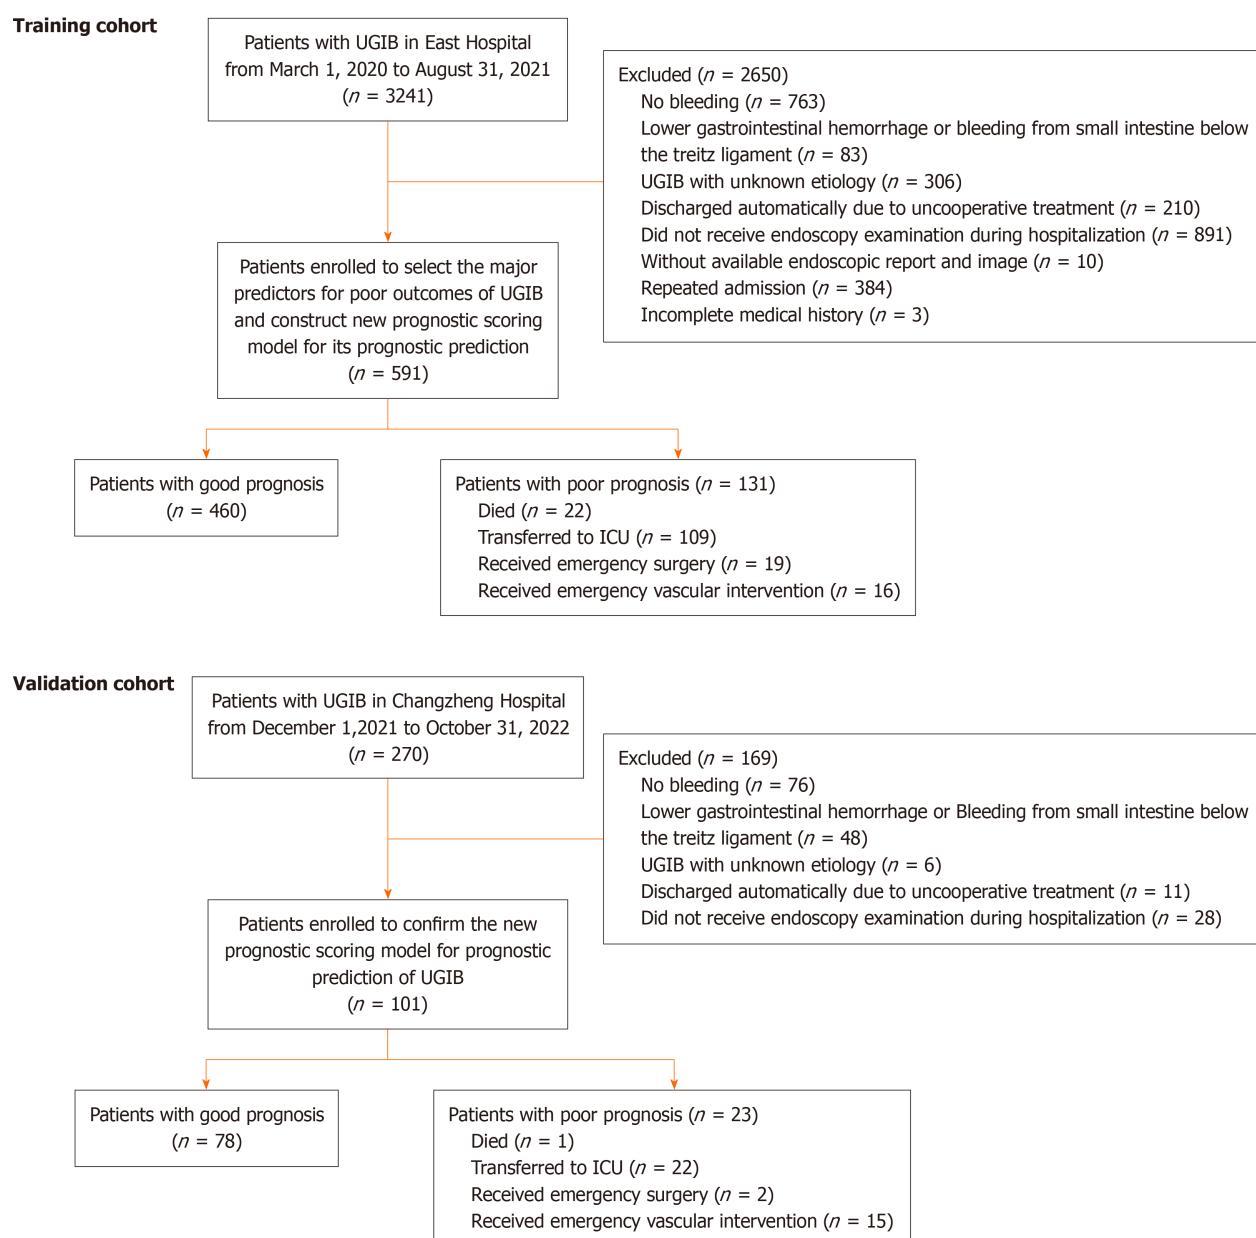 Training cohort
Patients with UGIB in East Hospital
from March 1, 2020 to August 31, 2021
(n = 3241)
Excluded (n = 2650)
No bleeding (n = 763)
Lower gastrointestinal hemorrhage or bleeding from small intestine below
the treitz ligament (n = 83)
UGIB with unknown etiology (n = 306)
Discharged automatically due to uncooperative treatment (n = 210)
Did not receive endoscopy examination during hospitalization (n = 891)
Without available endoscopic report and image (n = 10)
Repeated admission (n = 384)
Incomplete medical history (n = 3)
Patients enrolled to select the major
predictors for poor outcomes of UGIB
and construct new prognostic scoring
model for its prognostic prediction
(n = 591)
Patients with good prognosis
(n = 460)
Patients with poor prognosis (n = 131)
Died (n = 22)
Transferred to ICU (n = 109)
Received emergency surgery (n = 19)
Received emergency vascular intervention (n = 16)
Validation cohort
Patients with UGIB in Changzheng Hospital
from December 1,2021 to October 31, 2022
(n = 270)
Excluded (n = 169)
No bleeding (n = 76)
Lower gastrointestinal hemorrhage or Bleeding from small intestine below
the treitz ligament (n = 48)
UGIB with unknown etiology (n = 6)
Discharged automatically due to uncooperative treatment (n = 11)
Did not receive endoscopy examination during hospitalization (n = 28)
Patients enrolled to confirm the new
prognostic scoring model for prognostic
prediction of UGIB
(n = 101)
Patients with good prognosis
(n = 78)
Patients with poor prognosis (n = 23)
Died (n = 1)
Transferred to ICU (n = 22)
Received emergency surgery (n = 2)
Received emergency vascular intervention (n = 15)